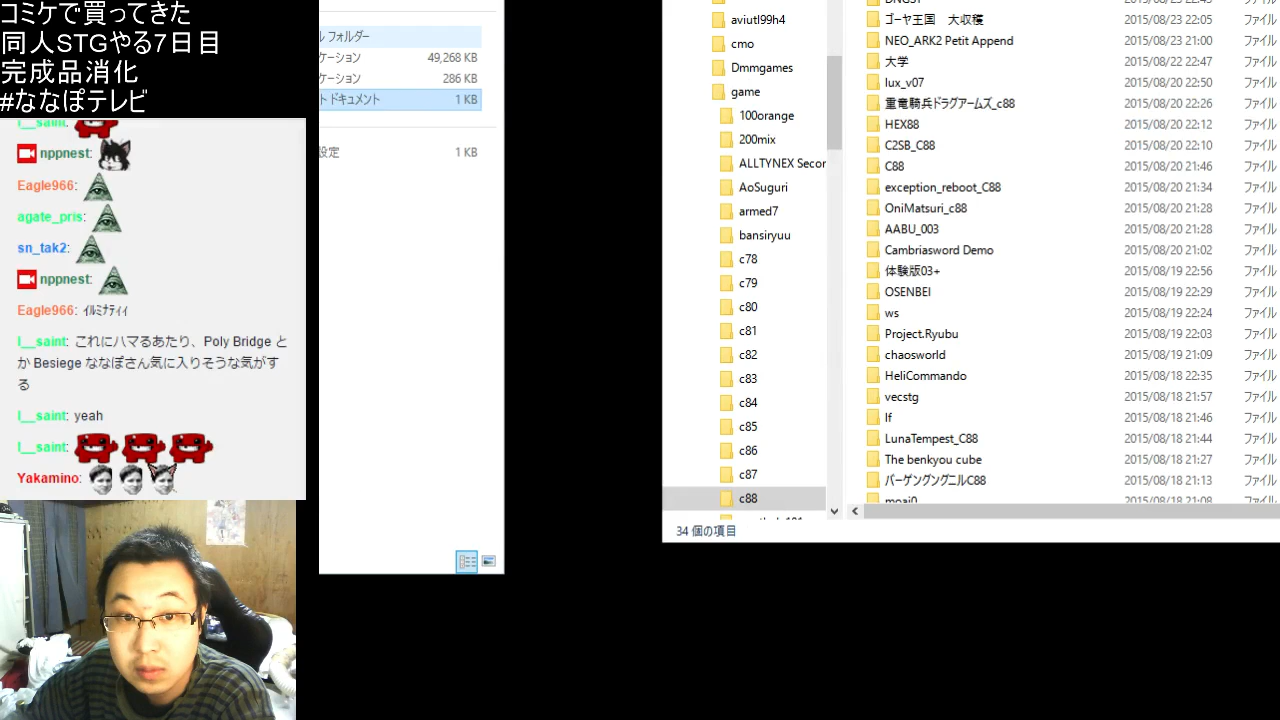 コミケで買ってきた
同人STGやる7日目
完成品消化
#ななぽテレビ
l__saint:
nppnest:
Eagle966:
agate_pris:
sn_tak2:
nppnest:
Eagle966: ｲﾙﾐﾅﾃｨｨ
l__saint: これにハマるあたり、Poly Bridge と
か Besiege ななぽさん気に入りそうな気がす
る
l__saint: yeah
l__saint:
Yakamino:
ル フォルダー
ケーション 49,268 KB
ケーション 286 KB
ト ドキュメント 1 KB
設定 1 KB
aviutl99h4
cmo
Dmmgames
game
100orange
200mix
ALLTYNEX Secor
AoSuguri
armed7
bansiryuu
c78
c79
c80
c81
c82
c83
c84
c85
c86
c87
c88
ゴーヤ王国 大収穫 2015/08/23 22:05 ファイル
NEO_ARK2 Petit Append 2015/08/23 21:00 ファイル
大学 2015/08/22 22:47 ファイル
lux_v07 2015/08/20 22:50 ファイル
重竜騎兵ドラグアームズ_c88 2015/08/20 22:26 ファイル
HEX88 2015/08/20 22:12 ファイル
C2SB_C88 2015/08/20 22:10 ファイル
C88 2015/08/20 21:46 ファイル
exception_reboot_C88 2015/08/20 21:34 ファイル
OniMatsuri_c88 2015/08/20 21:28 ファイル
AABU_003 2015/08/20 21:28 ファイル
Cambriasword Demo 2015/08/20 21:02 ファイル
体験版03+ 2015/08/19 22:56 ファイル
OSENBEI 2015/08/19 22:29 ファイル
ws 2015/08/19 22:24 ファイル
Project.Ryubu 2015/08/19 22:03 ファイル
chaosworld 2015/08/19 21:09 ファイル
HeliCommando 2015/08/18 22:35 ファイル
vecstg 2015/08/18 21:57 ファイル
lf 2015/08/18 21:46 ファイル
LunaTempest_C88 2015/08/18 21:44 ファイル
The benkyou cube 2015/08/18 21:27 ファイル
バーゲングングニルC88 2015/08/18 21:13 ファイル
34 個の項目